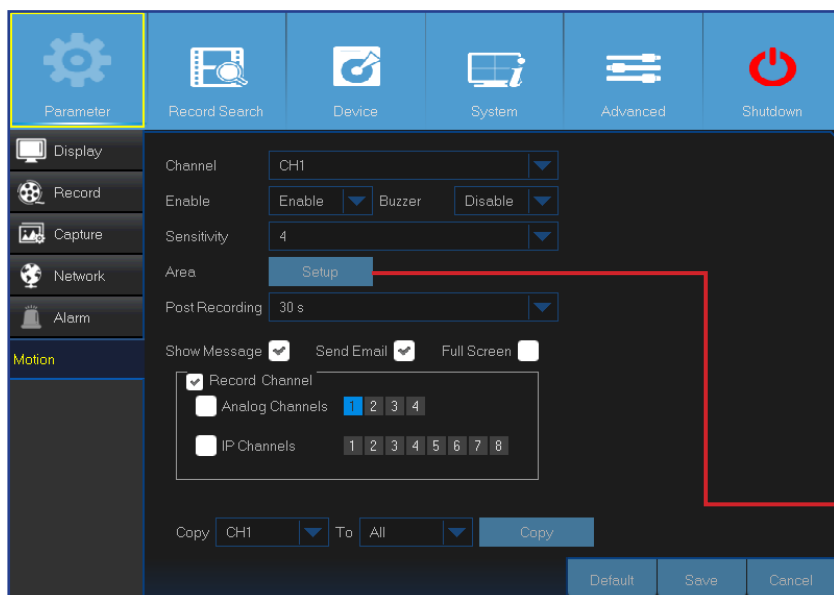 Parameter Record Search Device System Advanced Shutdown
Display
Record
Capture
Network
Alarm
Motion
Channel CH1
Enable Enable Buzzer Disable
Sensitivity 4
Area Setup
Post Recording 30 s
Show Message Send Email Full Screen
Record Channel
Analog Channels 1 2 3 4
IP Channels 1 2 3 4 5 6 7 8
Copy CH1 To All Copy
Default Save Cancel